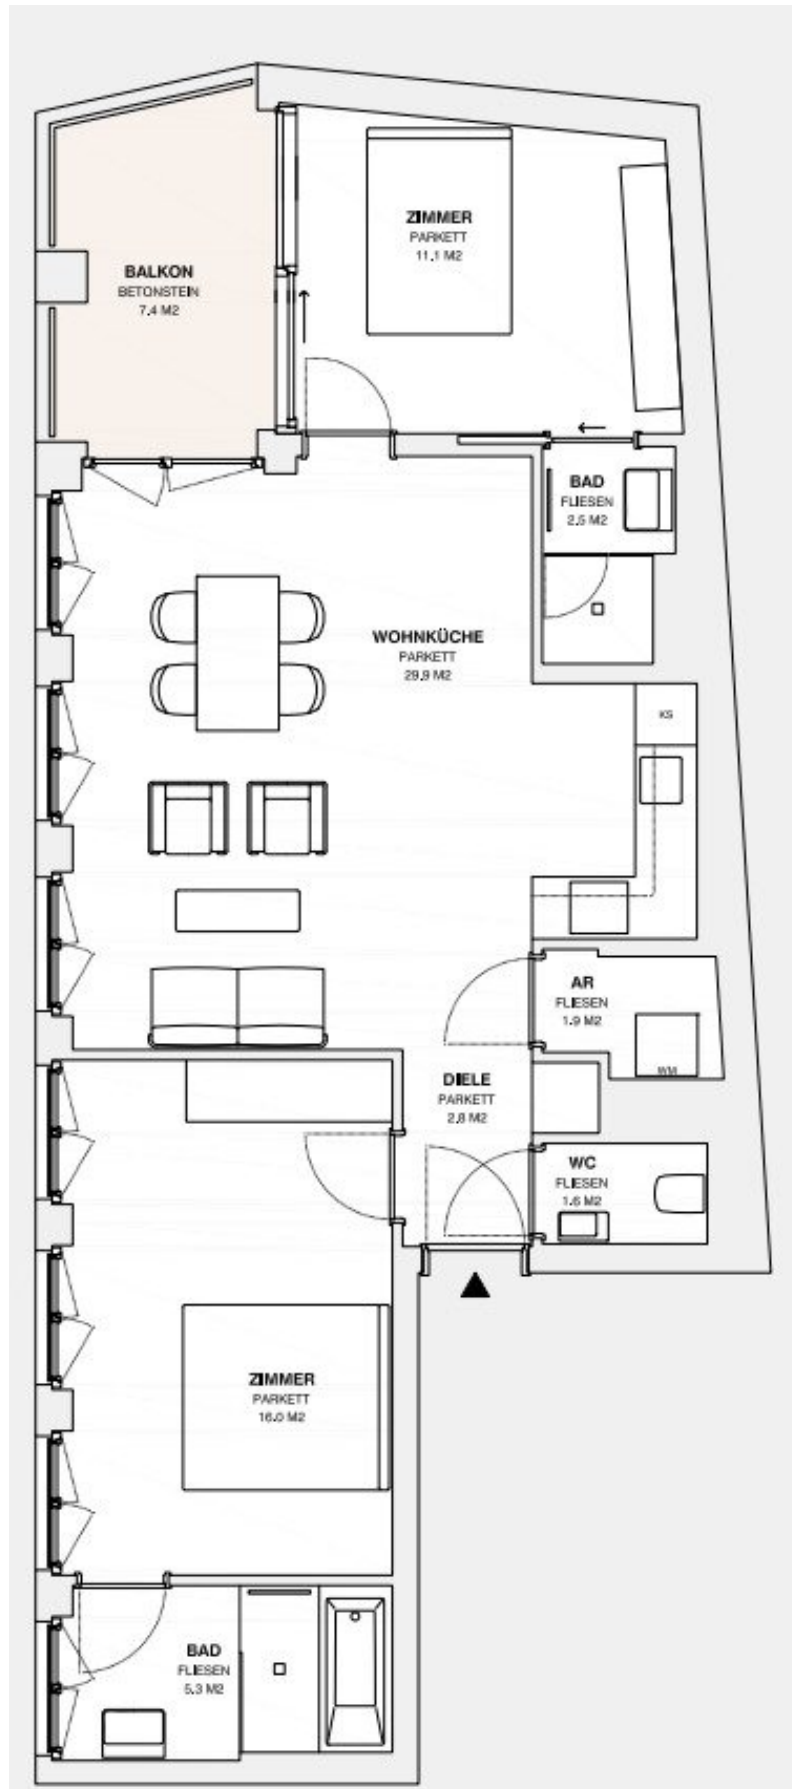 ZIMMER
PARKETT
11.1 M2
BALKON
BETONSTEIN
7.4 M2
BAD
FLIESEN
2.5 M2
WOHNKÜCHE
PARKETT
29.9 M2
KS
AR
FLIESEN
1.9 M2
WM
DIELE
PARKETT
2.8 M2
WC
FLIESEN
1.6 M2
ZIMMER
PARKETT
16.0 M2
BAD
FLIESEN
5.3 M2